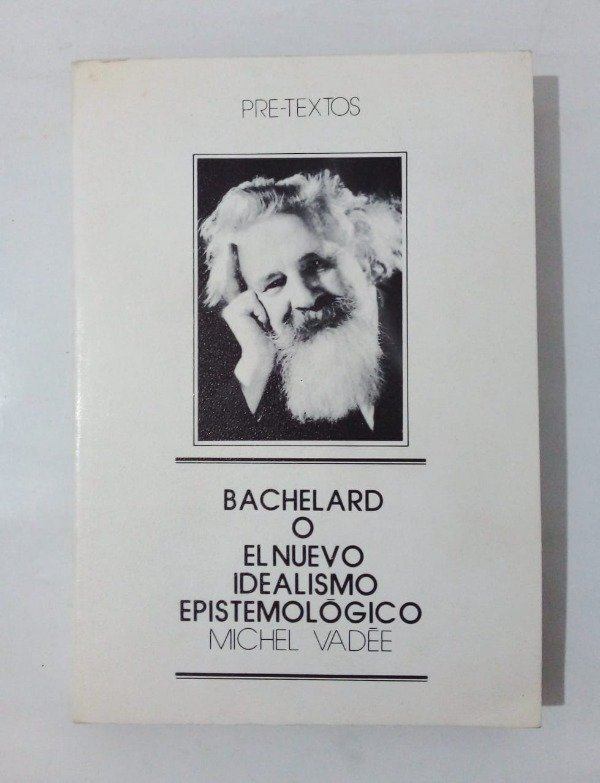 PRE-TEXTOS
BACHELARD
O
EL NUEVO
IDEALISMO
EPISTEMOLÓGICO
MICHEL VADÉE